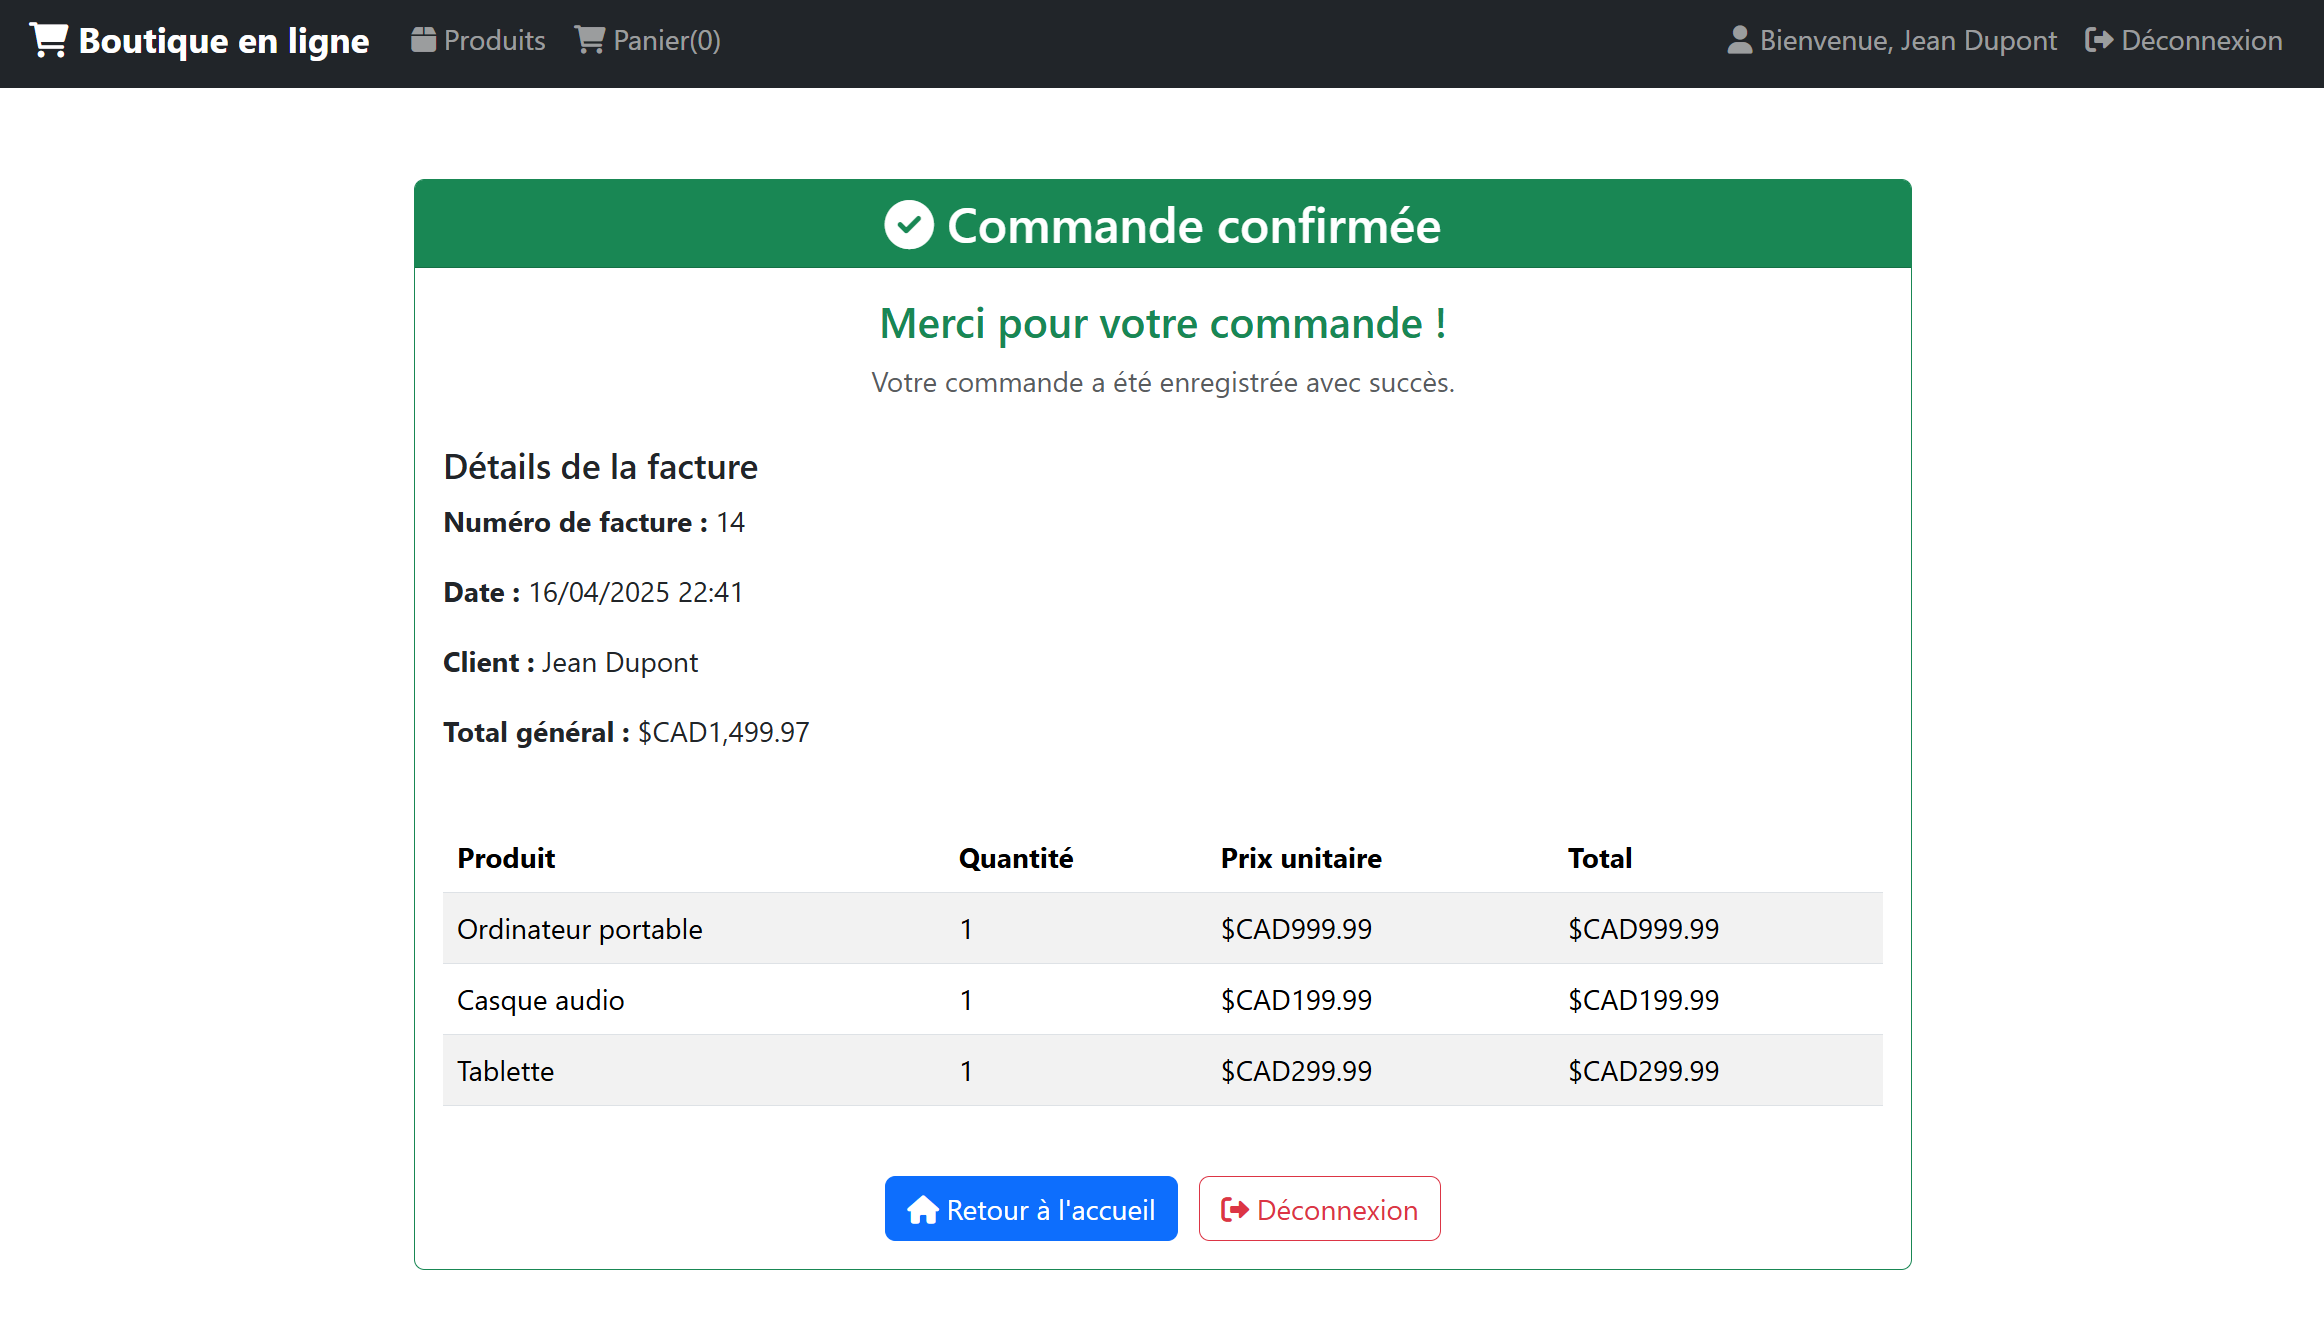 Boutique en ligne Produits Panier(0) Bienvenue, Jean Dupont Déconnexion
Commande confirmée
Merci pour votre commande !
Votre commande a été enregistrée avec succès.
Détails de la facture
Numéro de facture : 14
Date : 16/04/2025 22:41
Client : Jean Dupont
Total général : $CAD1,499.97
Produit Quantité Prix unitaire Total
Ordinateur portable 1 $CAD999.99 $CAD999.99
Casque audio 1 $CAD199.99 $CAD199.99
Tablette 1 $CAD299.99 $CAD299.99
Retour à l'accueil Déconnexion